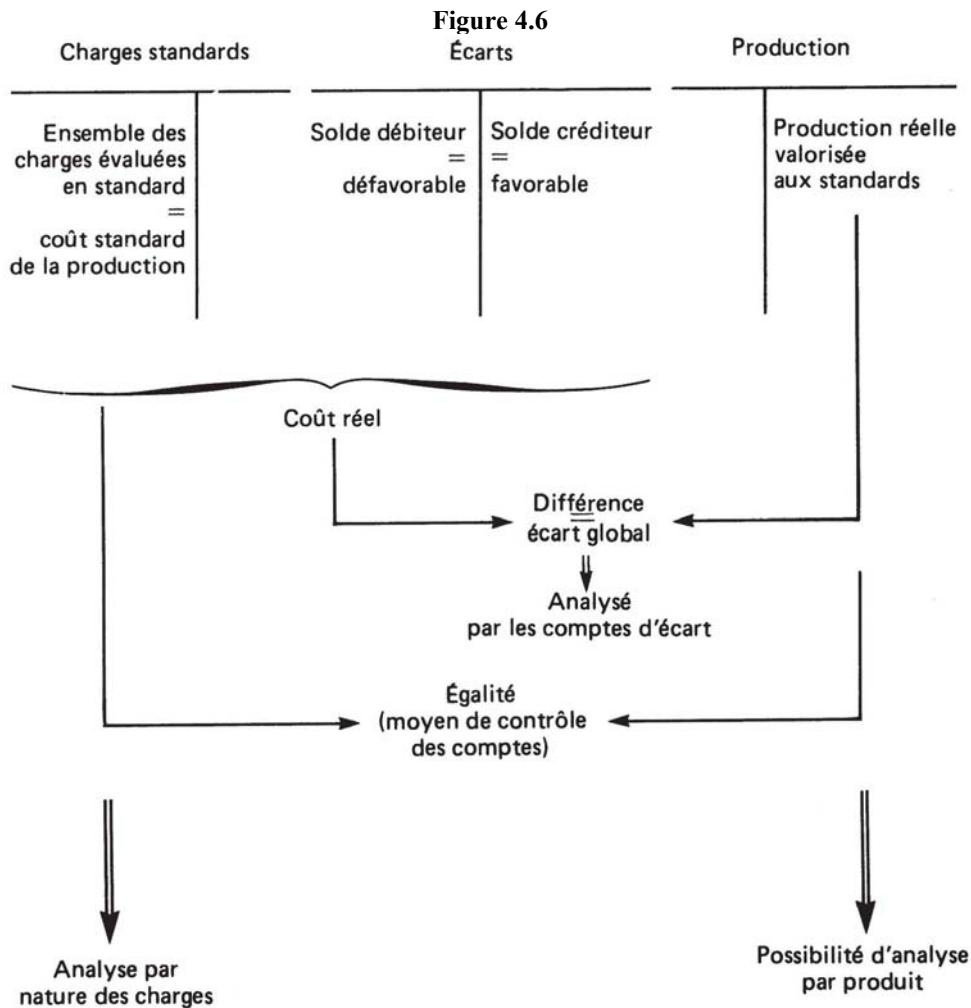 Figure 4.6
Charges standards
Écarts
Production
Ensemble des
charges évaluées
en standard
=
coût standard
de la production
Solde débiteur
=
défavorable
Solde créditeur
=
favorable
Production réelle
valorisée
aux standards
Coût réel
Différence
=
écart global
Analysé
par les comptes d'écart
Égalité
(moyen de contrôle
des comptes)
Analyse par
nature des charges
Possibilité d'analyse
par produit